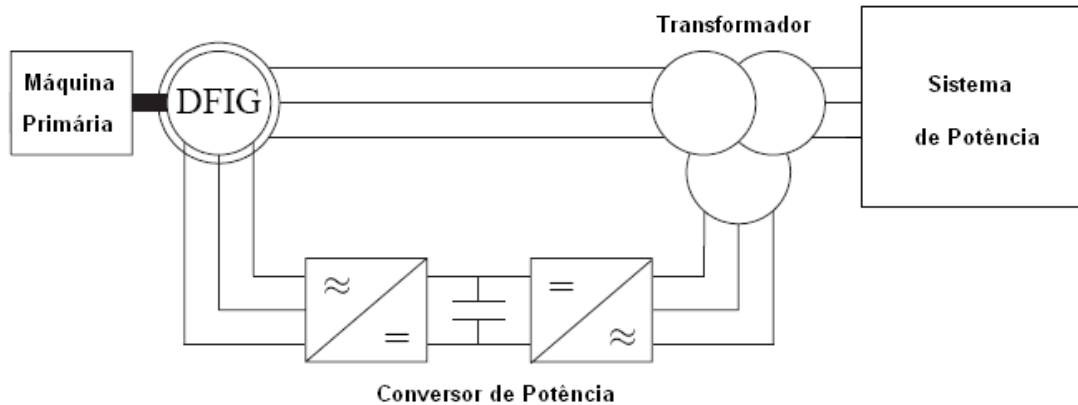 Transformador
Máquina
Primária
DFIG
Sistema
de Potência
≈
=
=
≈
Conversor de Potência